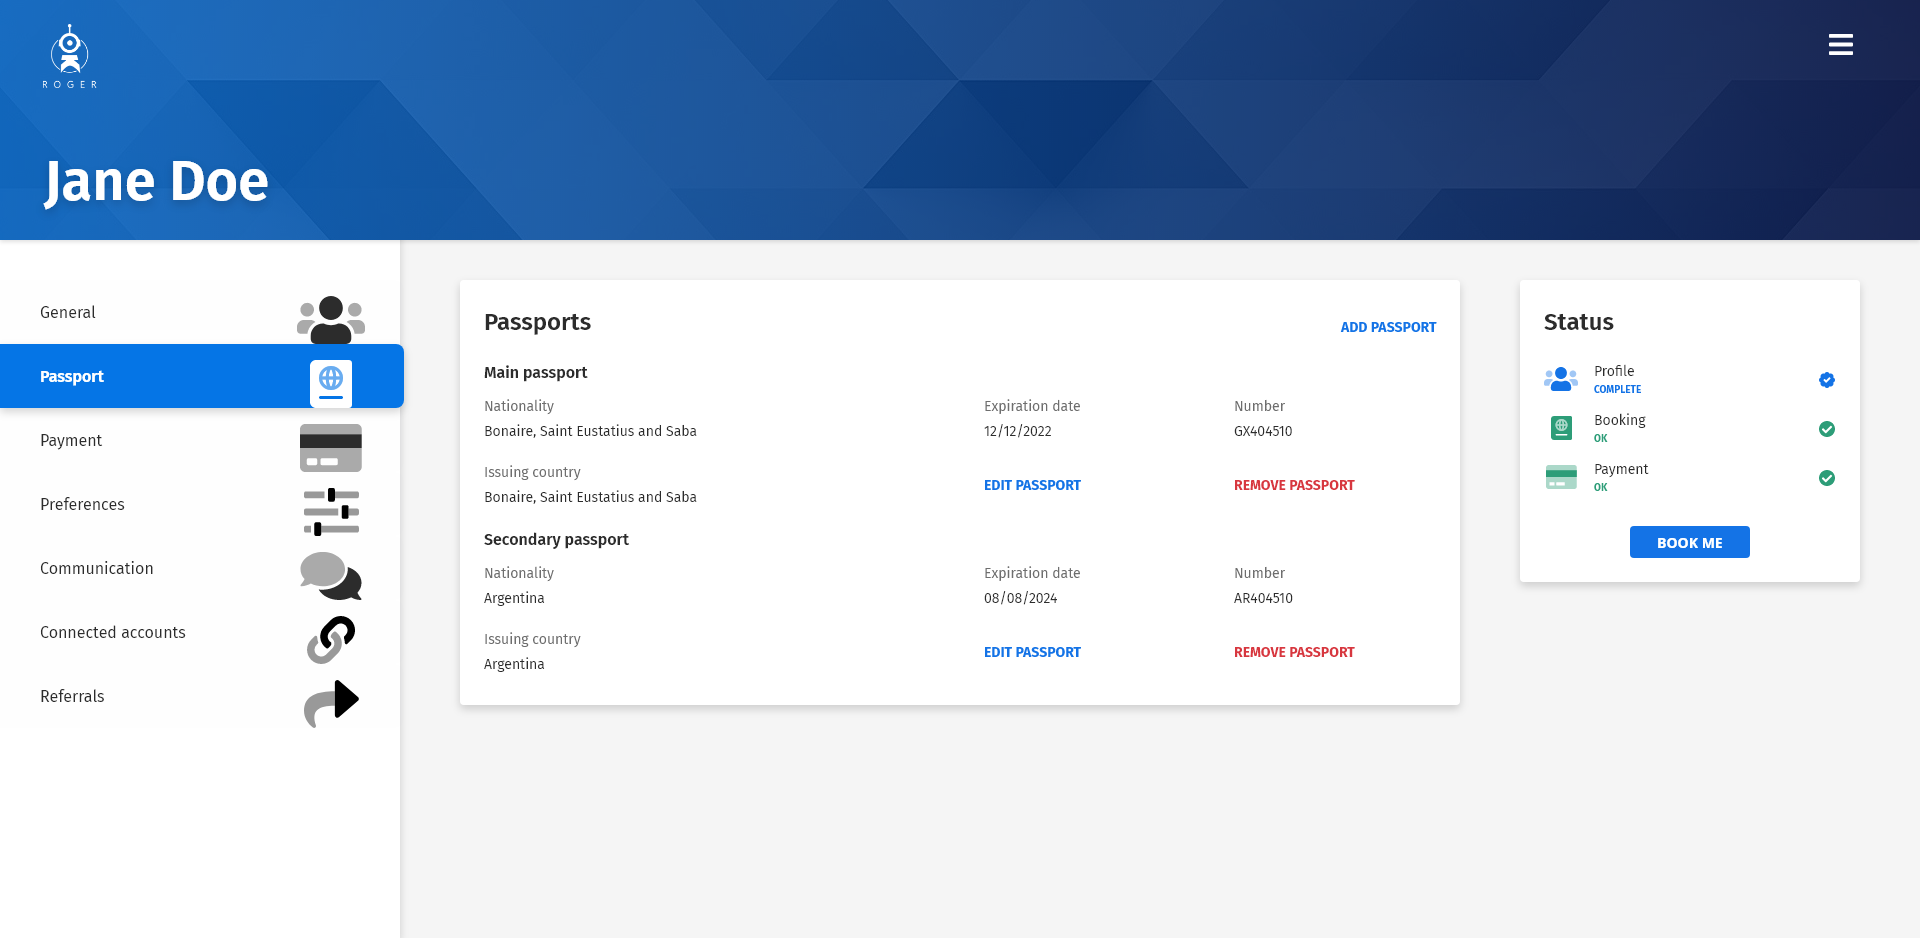 ROGER
Jane Doe
General
Passport
Payment
Preferences
Communication
Connected accounts
Referrals
Passports
ADD PASSPORT
Main passport
Nationality Expiration date Number
Bonaire, Saint Eustatius and Saba 12/12/2022 GX404510
Issuing country
Bonaire, Saint Eustatius and Saba EDIT PASSPORT REMOVE PASSPORT
Secondary passport
Nationality Expiration date Number
Argentina 08/08/2024 AR404510
Issuing country
Argentina EDIT PASSPORT REMOVE PASSPORT
Status
Profile
COMPLETE
Booking
OK
Payment
OK
BOOK ME